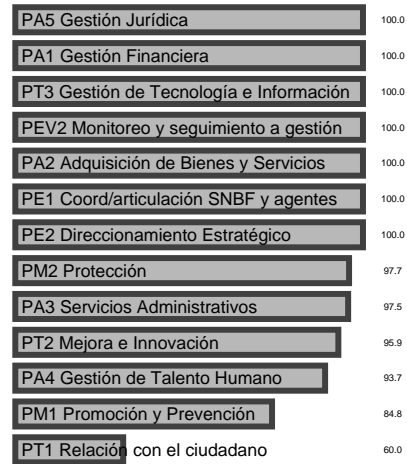 PA5 Gestión Jurídica 100.0
PA1 Gestión Financiera 100.0
PT3 Gestión de Tecnología e Información 100.0
PEV2 Monitoreo y seguimiento a gestión 100.0
PA2 Adquisición de Bienes y Servicios 100.0
PE1 Coord/articulación SNBF y agentes 100.0
PE2 Direccionamiento Estratégico 100.0
PM2 Protección 97.7
PA3 Servicios Administrativos 97.5
PT2 Mejora e Innovación 95.9
PA4 Gestión de Talento Humano 93.7
PM1 Promoción y Prevención 84.8
PT1 Relación con el ciudadano 60.0